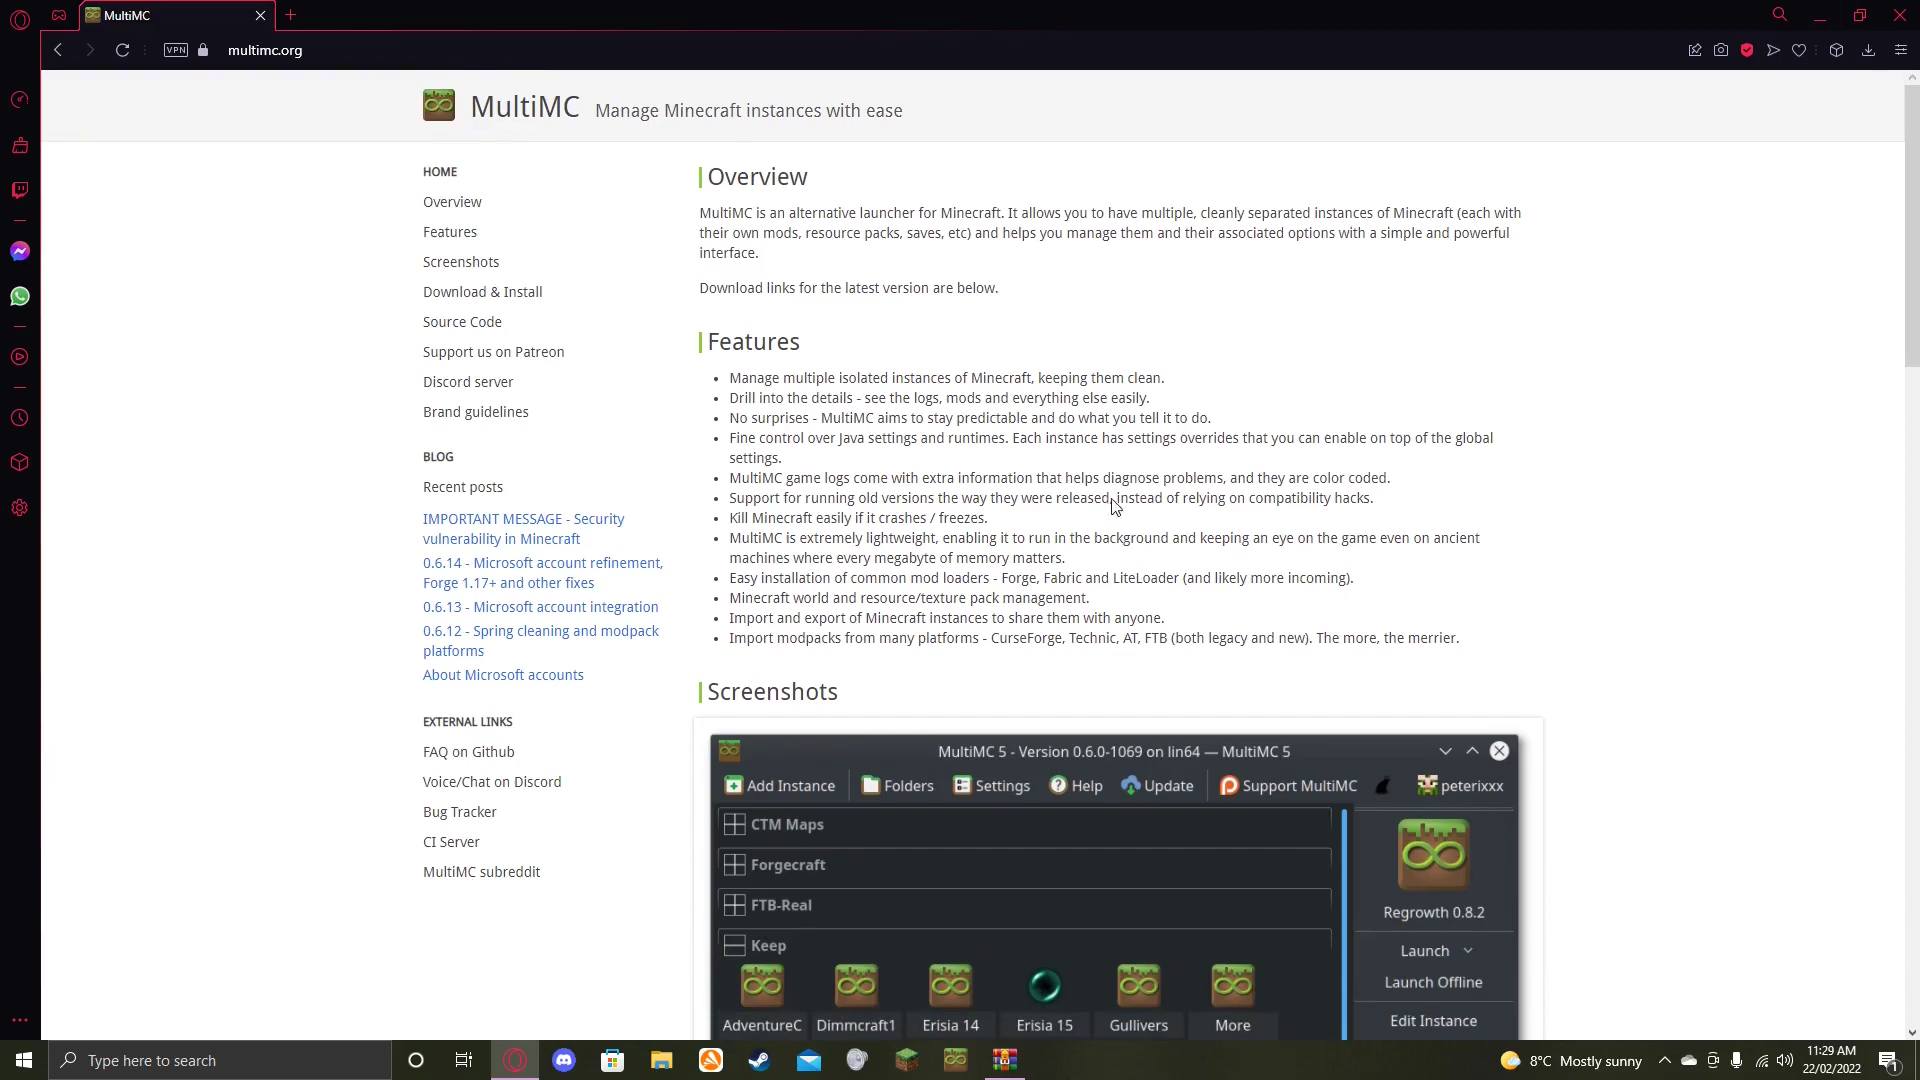 MultiMC
VPN
multimc.org
MultiMC Manage Minecraft instances with ease
HOME
Overview
Features
Screenshots
Download & Install
Source Code
Support us on Patreon
Discord server
Brand guidelines
BLOG
Recent posts
IMPORTANT MESSAGE - Security
vulnerability in Minecraft
0.6.14 - Microsoft account refinement,
Forge 1.17+ and other fixes
0.6.13 - Microsoft account integration
0.6.12 - Spring cleaning and modpack
platforms
About Microsoft accounts
EXTERNAL LINKS
FAQ on Github
Voice/Chat on Discord
Bug Tracker
CI Server
MultiMC subreddit
Overview
MultiMC is an alternative launcher for Minecraft. It allows you to have multiple, cleanly separated instances of Minecraft (each with
their own mods, resource packs, saves, etc) and helps you manage them and their associated options with a simple and powerful
interface.
Download links for the latest version are below.
Features
• Manage multiple isolated instances of Minecraft, keeping them clean.
• Drill into the details - see the logs, mods and everything else easily.
• No surprises - MultiMC aims to stay predictable and do what you tell it to do.
• Fine control over Java settings and runtimes. Each instance has settings overrides that you can enable on top of the global
settings.
• MultiMC game logs come with extra information that helps diagnose problems, and they are color coded.
• Support for running old versions the way they were released, instead of relying on compatibility hacks.
• Kill Minecraft easily if it crashes / freezes.
• MultiMC is extremely lightweight, enabling it to run in the background and keeping an eye on the game even on ancient
machines where every megabyte of memory matters.
• Easy installation of common mod loaders - Forge, Fabric and LiteLoader (and likely more incoming).
• Minecraft world and resource/texture pack management.
• Import and export of Minecraft instances to share them with anyone.
• Import modpacks from many platforms - CurseForge, Technic, AT, FTB (both legacy and new). The more, the merrier.
Screenshots
MultiMC 5 - Version 0.6.0-1069 on lin64 — MultiMC 5
Add Instance Folders Settings Help Update Support MultiMC peterixxx
CTM Maps
Forgecraft
FTB-Real
Keep
AdventureC Dimmcraft1 Erisia 14 Erisia 15 Gullivers More
Regrowth 0.8.2
Launch
Launch Offline
Edit Instance
Type here to search
8°C Mostly sunny
11:29 AM
22/02/2022
1